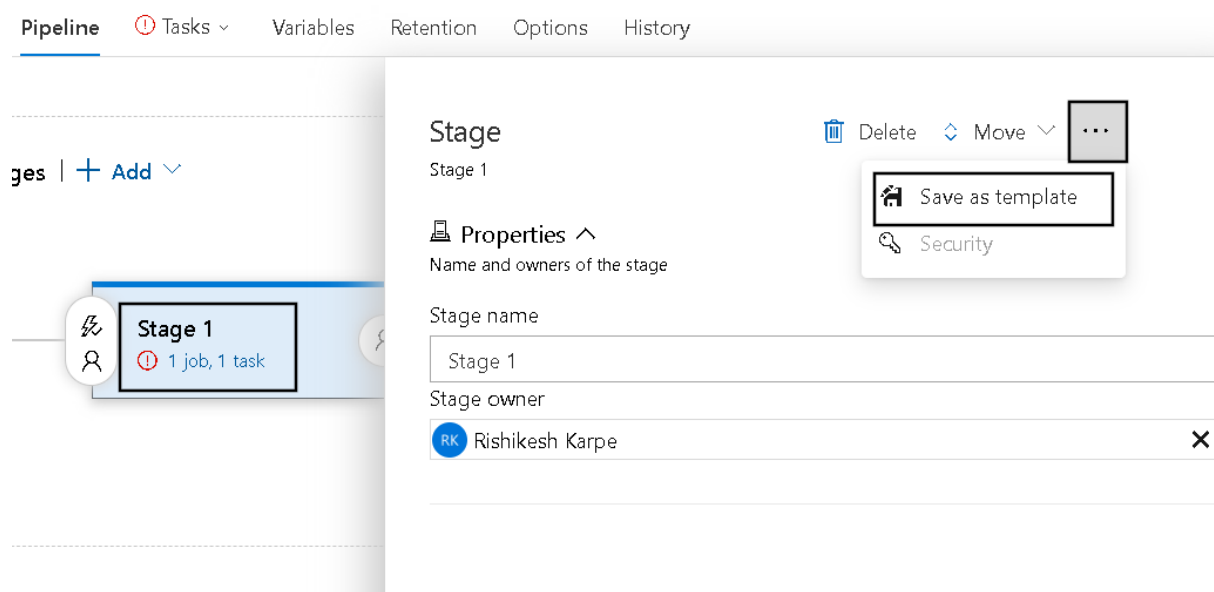 Pipeline Tasks Variables Retention Options History
ges | + Add
Stage 1
1 job, 1 task
Stage
Stage 1
Delete Move ...
Save as template
Security
Properties
Name and owners of the stage
Stage name
Stage 1
Stage owner
RK Rishikesh Karpe